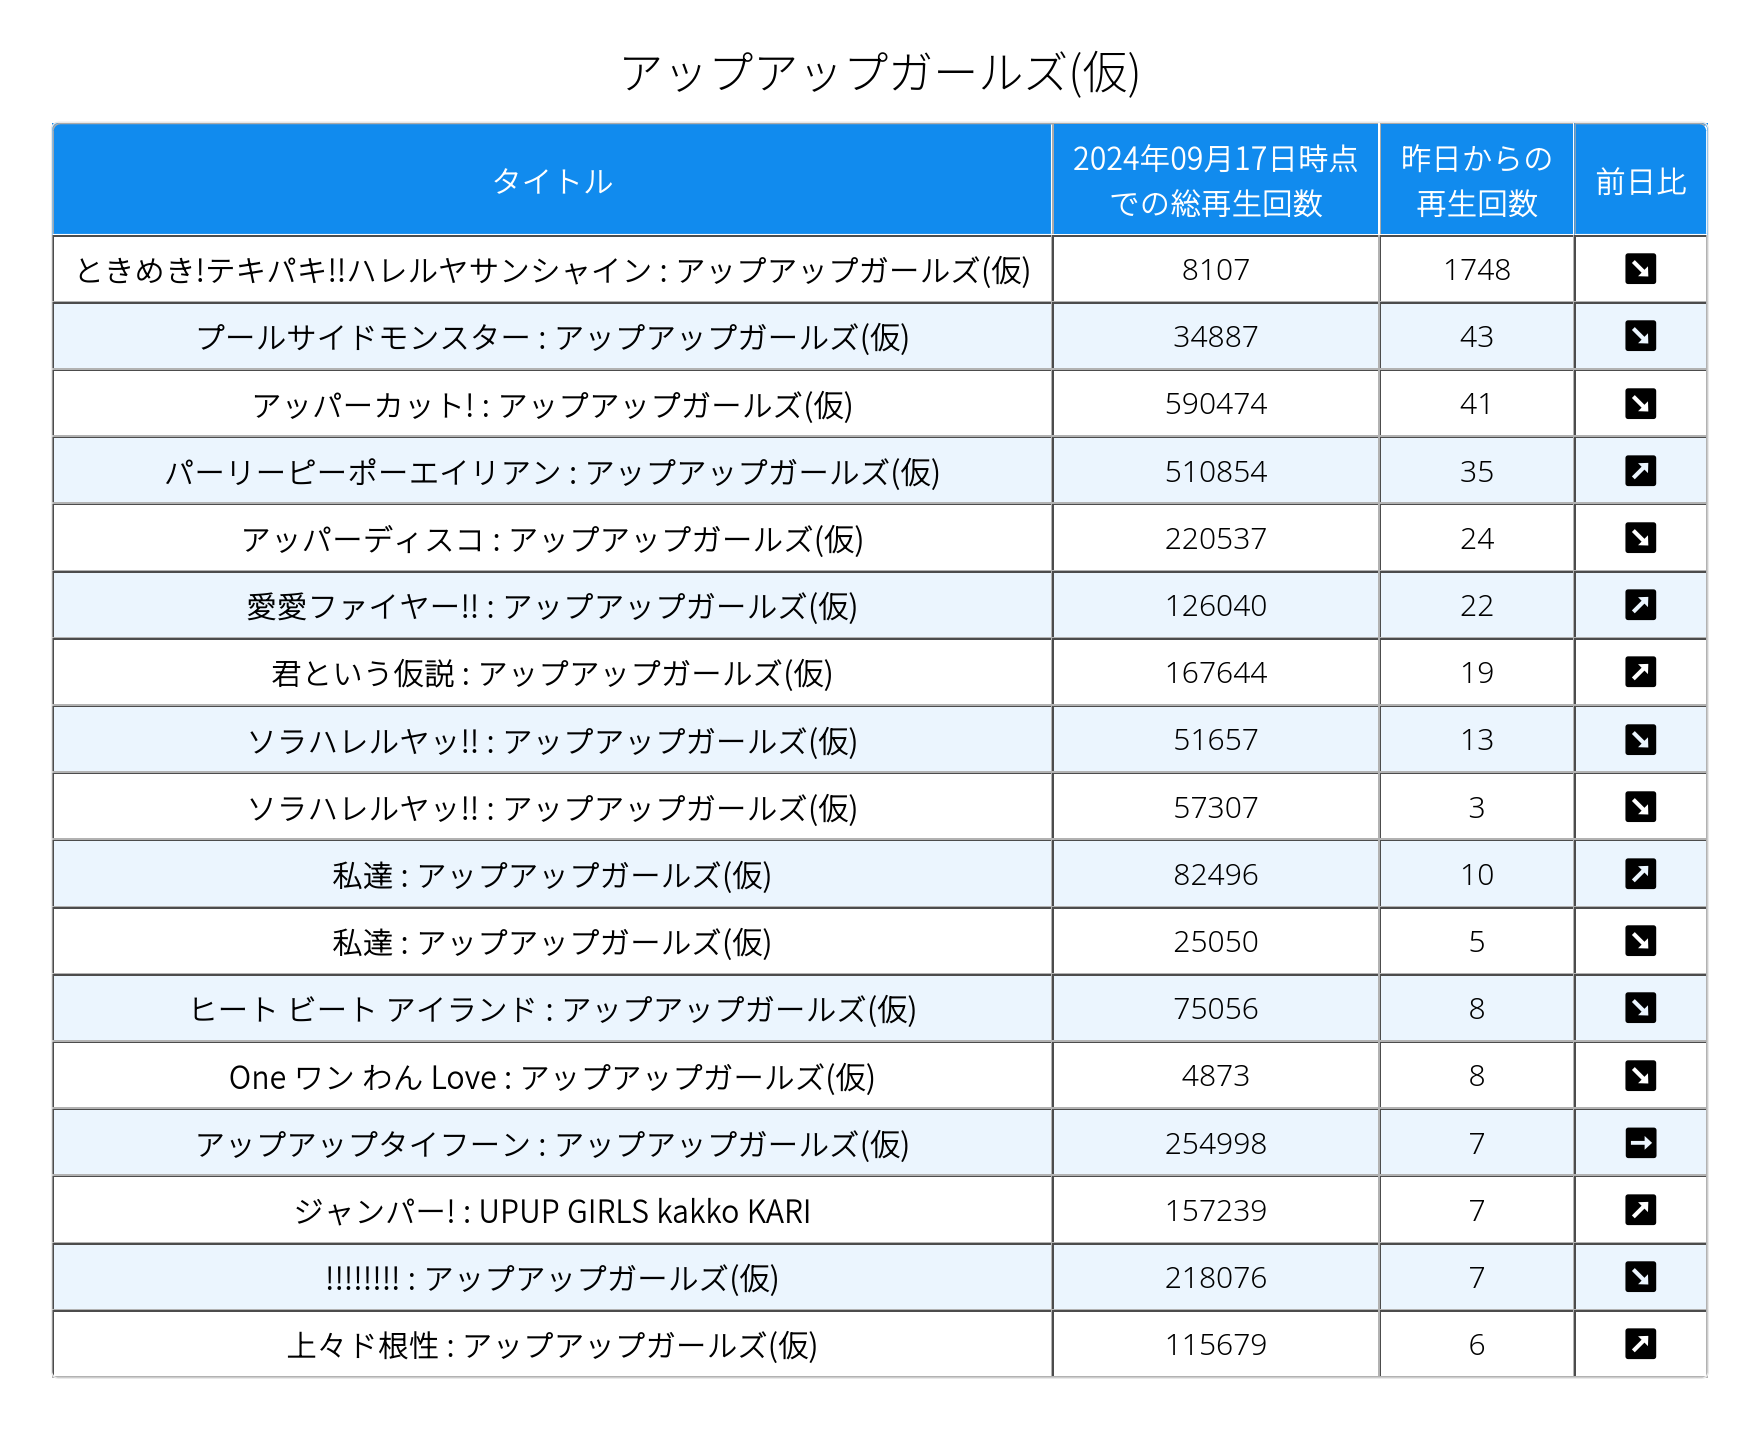 アップアップガールズ(仮)
タイトル 2024年09月17日時点での総再生回数 昨日からの再生回数 前日比
ときめき!テキパキ!!ハレルヤサンシャイン : アップアップガールズ(仮) 8107 1748 ↘
プールサイドモンスター : アップアップガールズ(仮) 34887 43 ↘
アッパーカット! : アップアップガールズ(仮) 590474 41 ↘
パーリーピーポーエイリアン : アップアップガールズ(仮) 510854 35 ↗
アッパーディスコ : アップアップガールズ(仮) 220537 24 ↘
愛愛ファイヤー!! : アップアップガールズ(仮) 126040 22 ↗
君という仮説 : アップアップガールズ(仮) 167644 19 ↗
ソラハレルヤッ!! : アップアップガールズ(仮) 51657 13 ↘
ソラハレルヤッ!! : アップアップガールズ(仮) 57307 3 ↘
私達 : アップアップガールズ(仮) 82496 10 ↗
私達 : アップアップガールズ(仮) 25050 5 ↘
ヒート ビート アイランド : アップアップガールズ(仮) 75056 8 ↘
One ワン わん Love : アップアップガールズ(仮) 4873 8 ↘
アップアップタイフーン : アップアップガールズ(仮) 254998 7 →
ジャンパー! : UPUP GIRLS kakko KARI 157239 7 ↗
!!!!!!!! : アップアップガールズ(仮) 218076 7 ↘
上々ド根性 : アップアップガールズ(仮) 115679 6 ↗